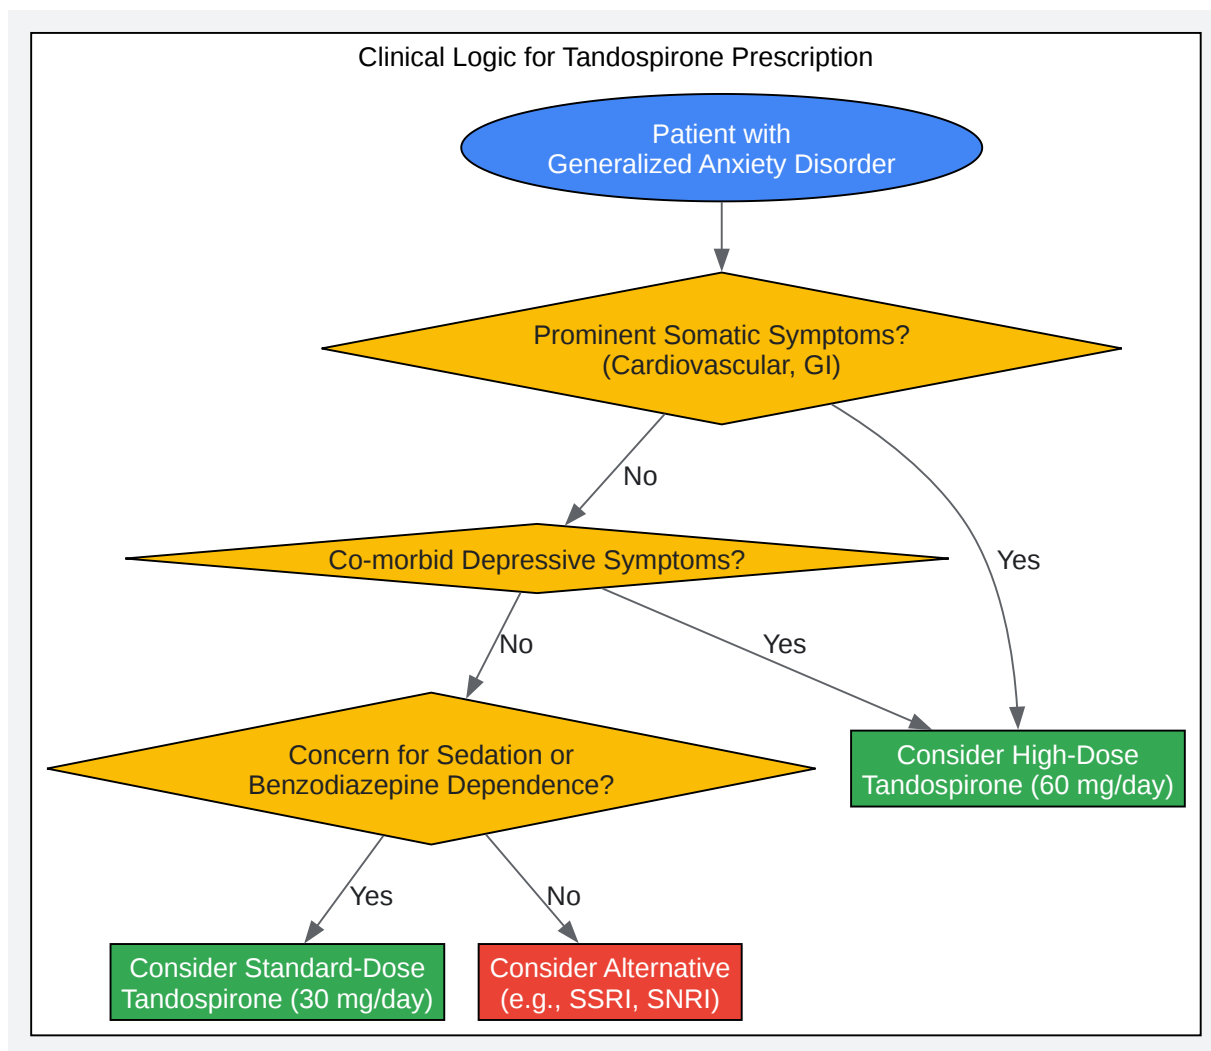 Clinical Logic for Tandospirone Prescription
Patient with
Generalized Anxiety Disorder
Prominent Somatic Symptoms?
(Cardiovascular, GI)
No
Yes
Co-morbid Depressive Symptoms?
No
Yes
Concern for Sedation or
Benzodiazepine Dependence?
Consider High-Dose
Tandospirone (60 mg/day)
Yes
No
Consider Standard-Dose
Tandospirone (30 mg/day)
Consider Alternative
(e.g., SSRI, SNRI)